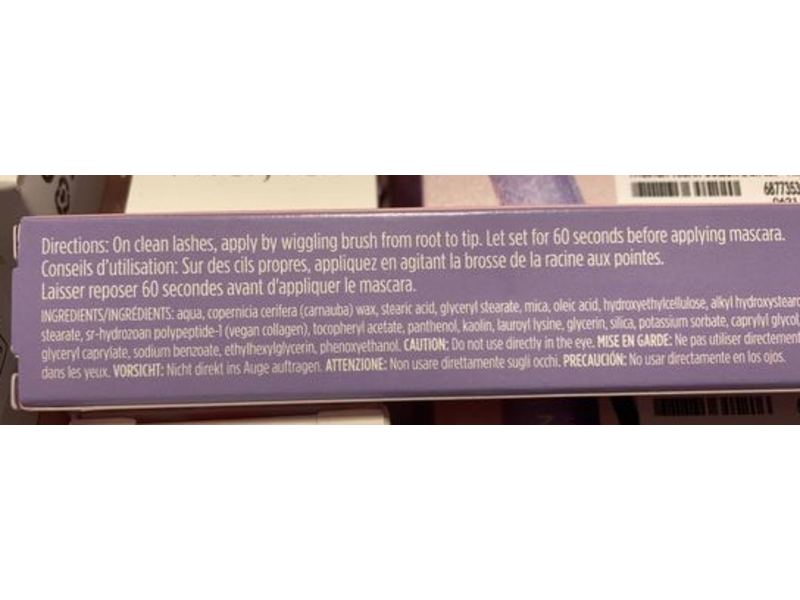 6877353
Directions: On clean lashes, apply by wiggling brush from root to tip. Let set for 60 seconds before applying mascara.
Conseils d'utilisation: Sur des cils propres, appliquez en agitant la brosse de la racine aux pointes.
Laisser reposer 60 secondes avant d'appliquer le mascara.
INGREDIENTS/INGRÉDIENTS: aqua, copernicia cerifera (carnauba) wax, stearic acid, glyceryl stearate, mica, oleic acid, hydroxyethylcellulose, alkyl hydroxystearo
stearate, sr-hydrozoan polypeptide-1 (vegan collagen), tocopheryl acetate, panthenol, kaolin, lauroyl lysine, glycerin, silica, potassium sorbate, caprylyl glycol
glyceryl caprylate, sodium benzoate, ethylhexylglycerin, phenoxyethanol. CAUTION: Do not use directly in the eye. MISE EN GARDE: Ne pas utiliser directement
dans les yeux. VORSICHT: Nicht direkt ins Auge auftragen. ATTENZIONE: Non usare direttamente sugli occhi. PRECAUCIÓN: No usar directamente en los ojos.